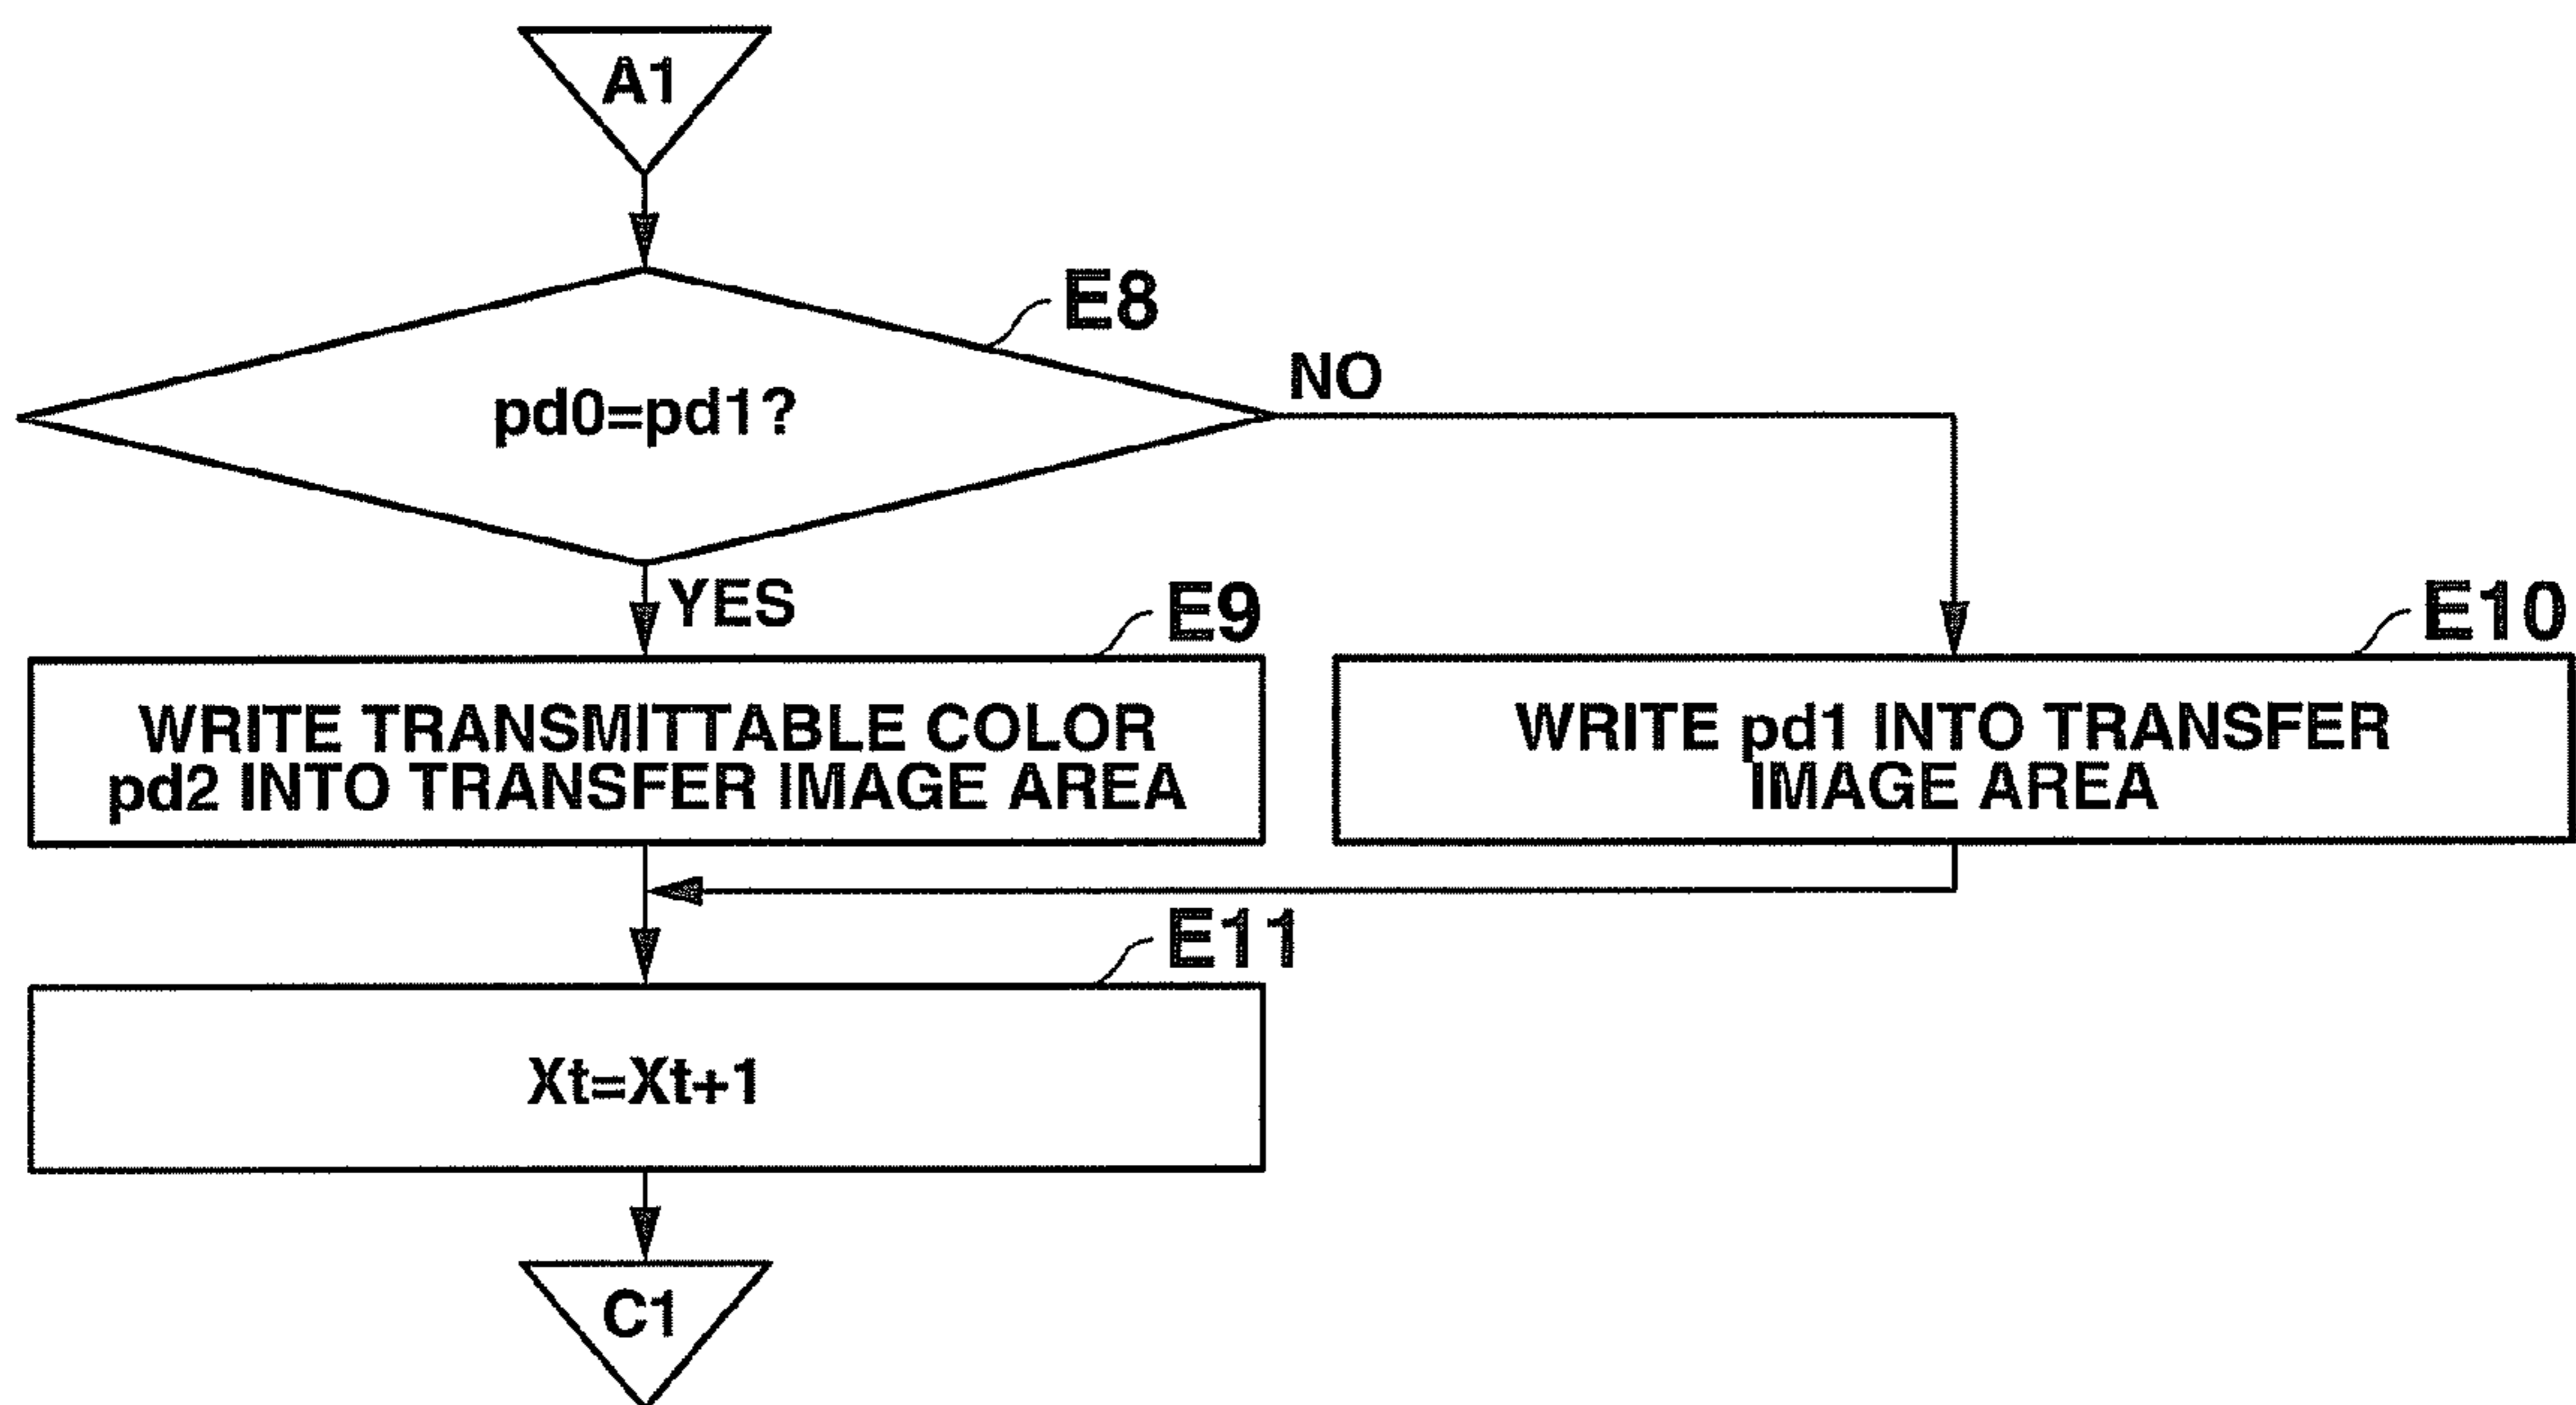 A1
E8
pd0=pd1?
NO
YES
E9
E10
WRITE TRANSMITTABLE COLOR
pd2 INTO TRANSFER IMAGE AREA
WRITE pd1 INTO TRANSFER
IMAGE AREA
E11
Xt=Xt+1
C1